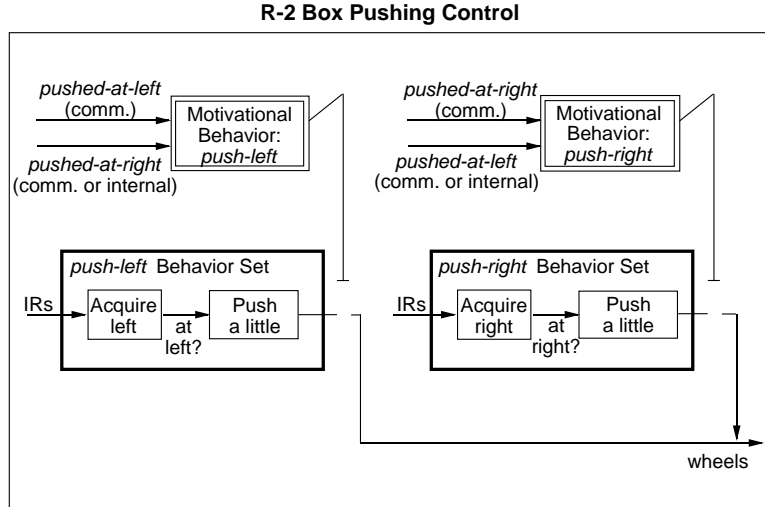 R-2 Box Pushing Control
pushed-at-left
(comm.)
Motivational
Behavior:
push-left
pushed-at-right
(comm. or internal)
pushed-at-right
(comm.)
Motivational
Behavior:
push-right
pushed-at-left
(comm. or internal)
push-left Behavior Set
IRs
Acquire
left
at
left?
Push
a little
push-right Behavior Set
IRs
Acquire
right
at
right?
Push
a little
wheels